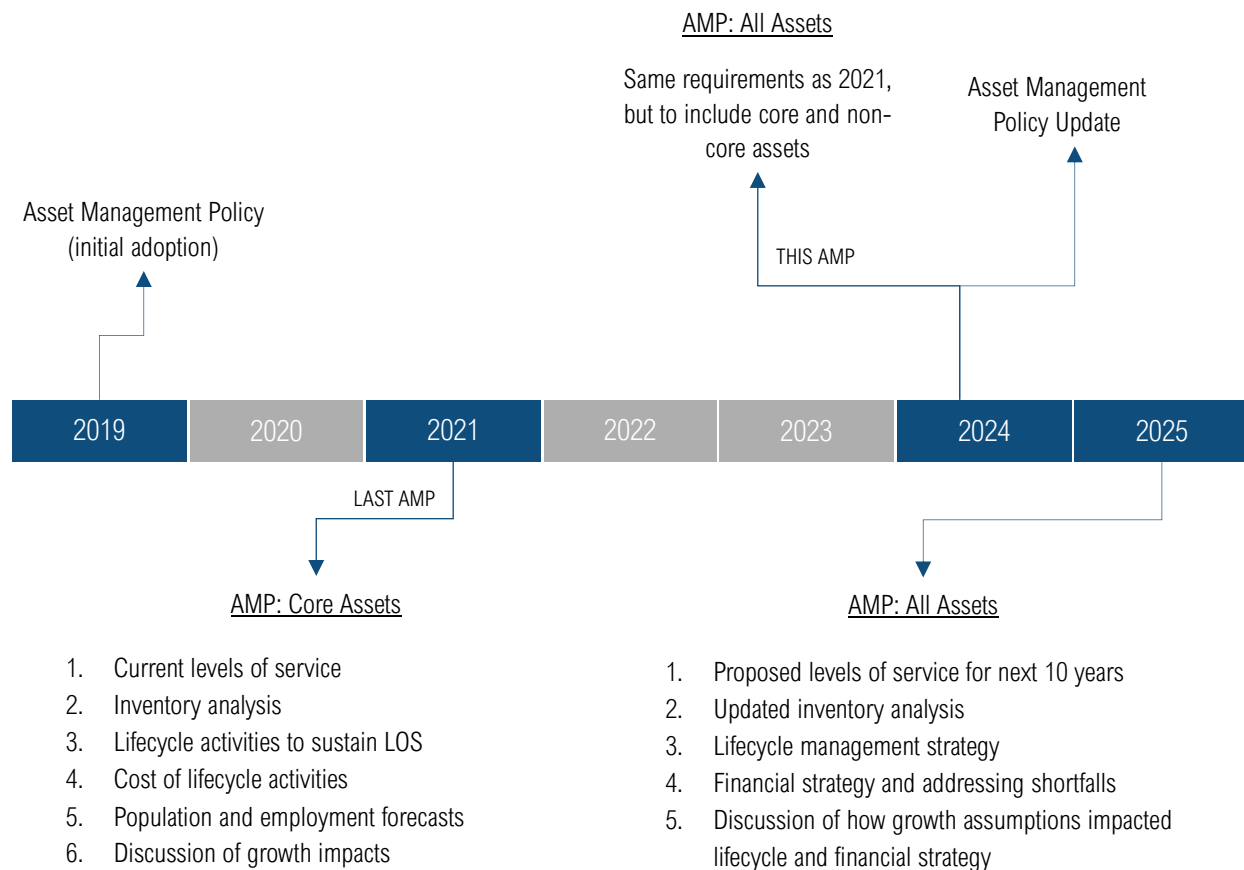 AMP: All Assets
Same requirements as 2021,
but to include core and non-
core assets
Asset Management
Policy Update
Asset Management Policy
(initial adoption)
THIS AMP
2019
2020
2021
2022
2023
2024
2025
LAST AMP
AMP: Core Assets
1. Current levels of service
2. Inventory analysis
3. Lifecycle activities to sustain LOS
4. Cost of lifecycle activities
5. Population and employment forecasts
6. Discussion of growth impacts
AMP: All Assets
1. Proposed levels of service for next 10 years
2. Updated inventory analysis
3. Lifecycle management strategy
4. Financial strategy and addressing shortfalls
5. Discussion of how growth assumptions impacted
lifecycle and financial strategy